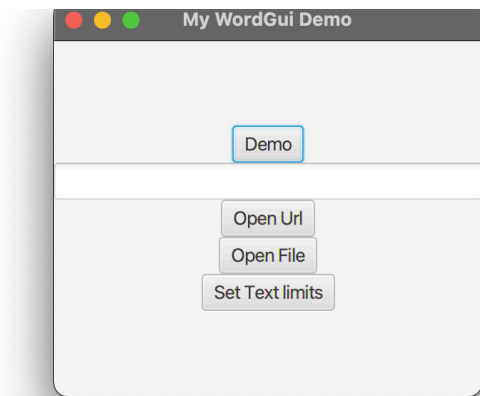 My WordGui Demo
Demo
Open Url
Open File
Set Text limits